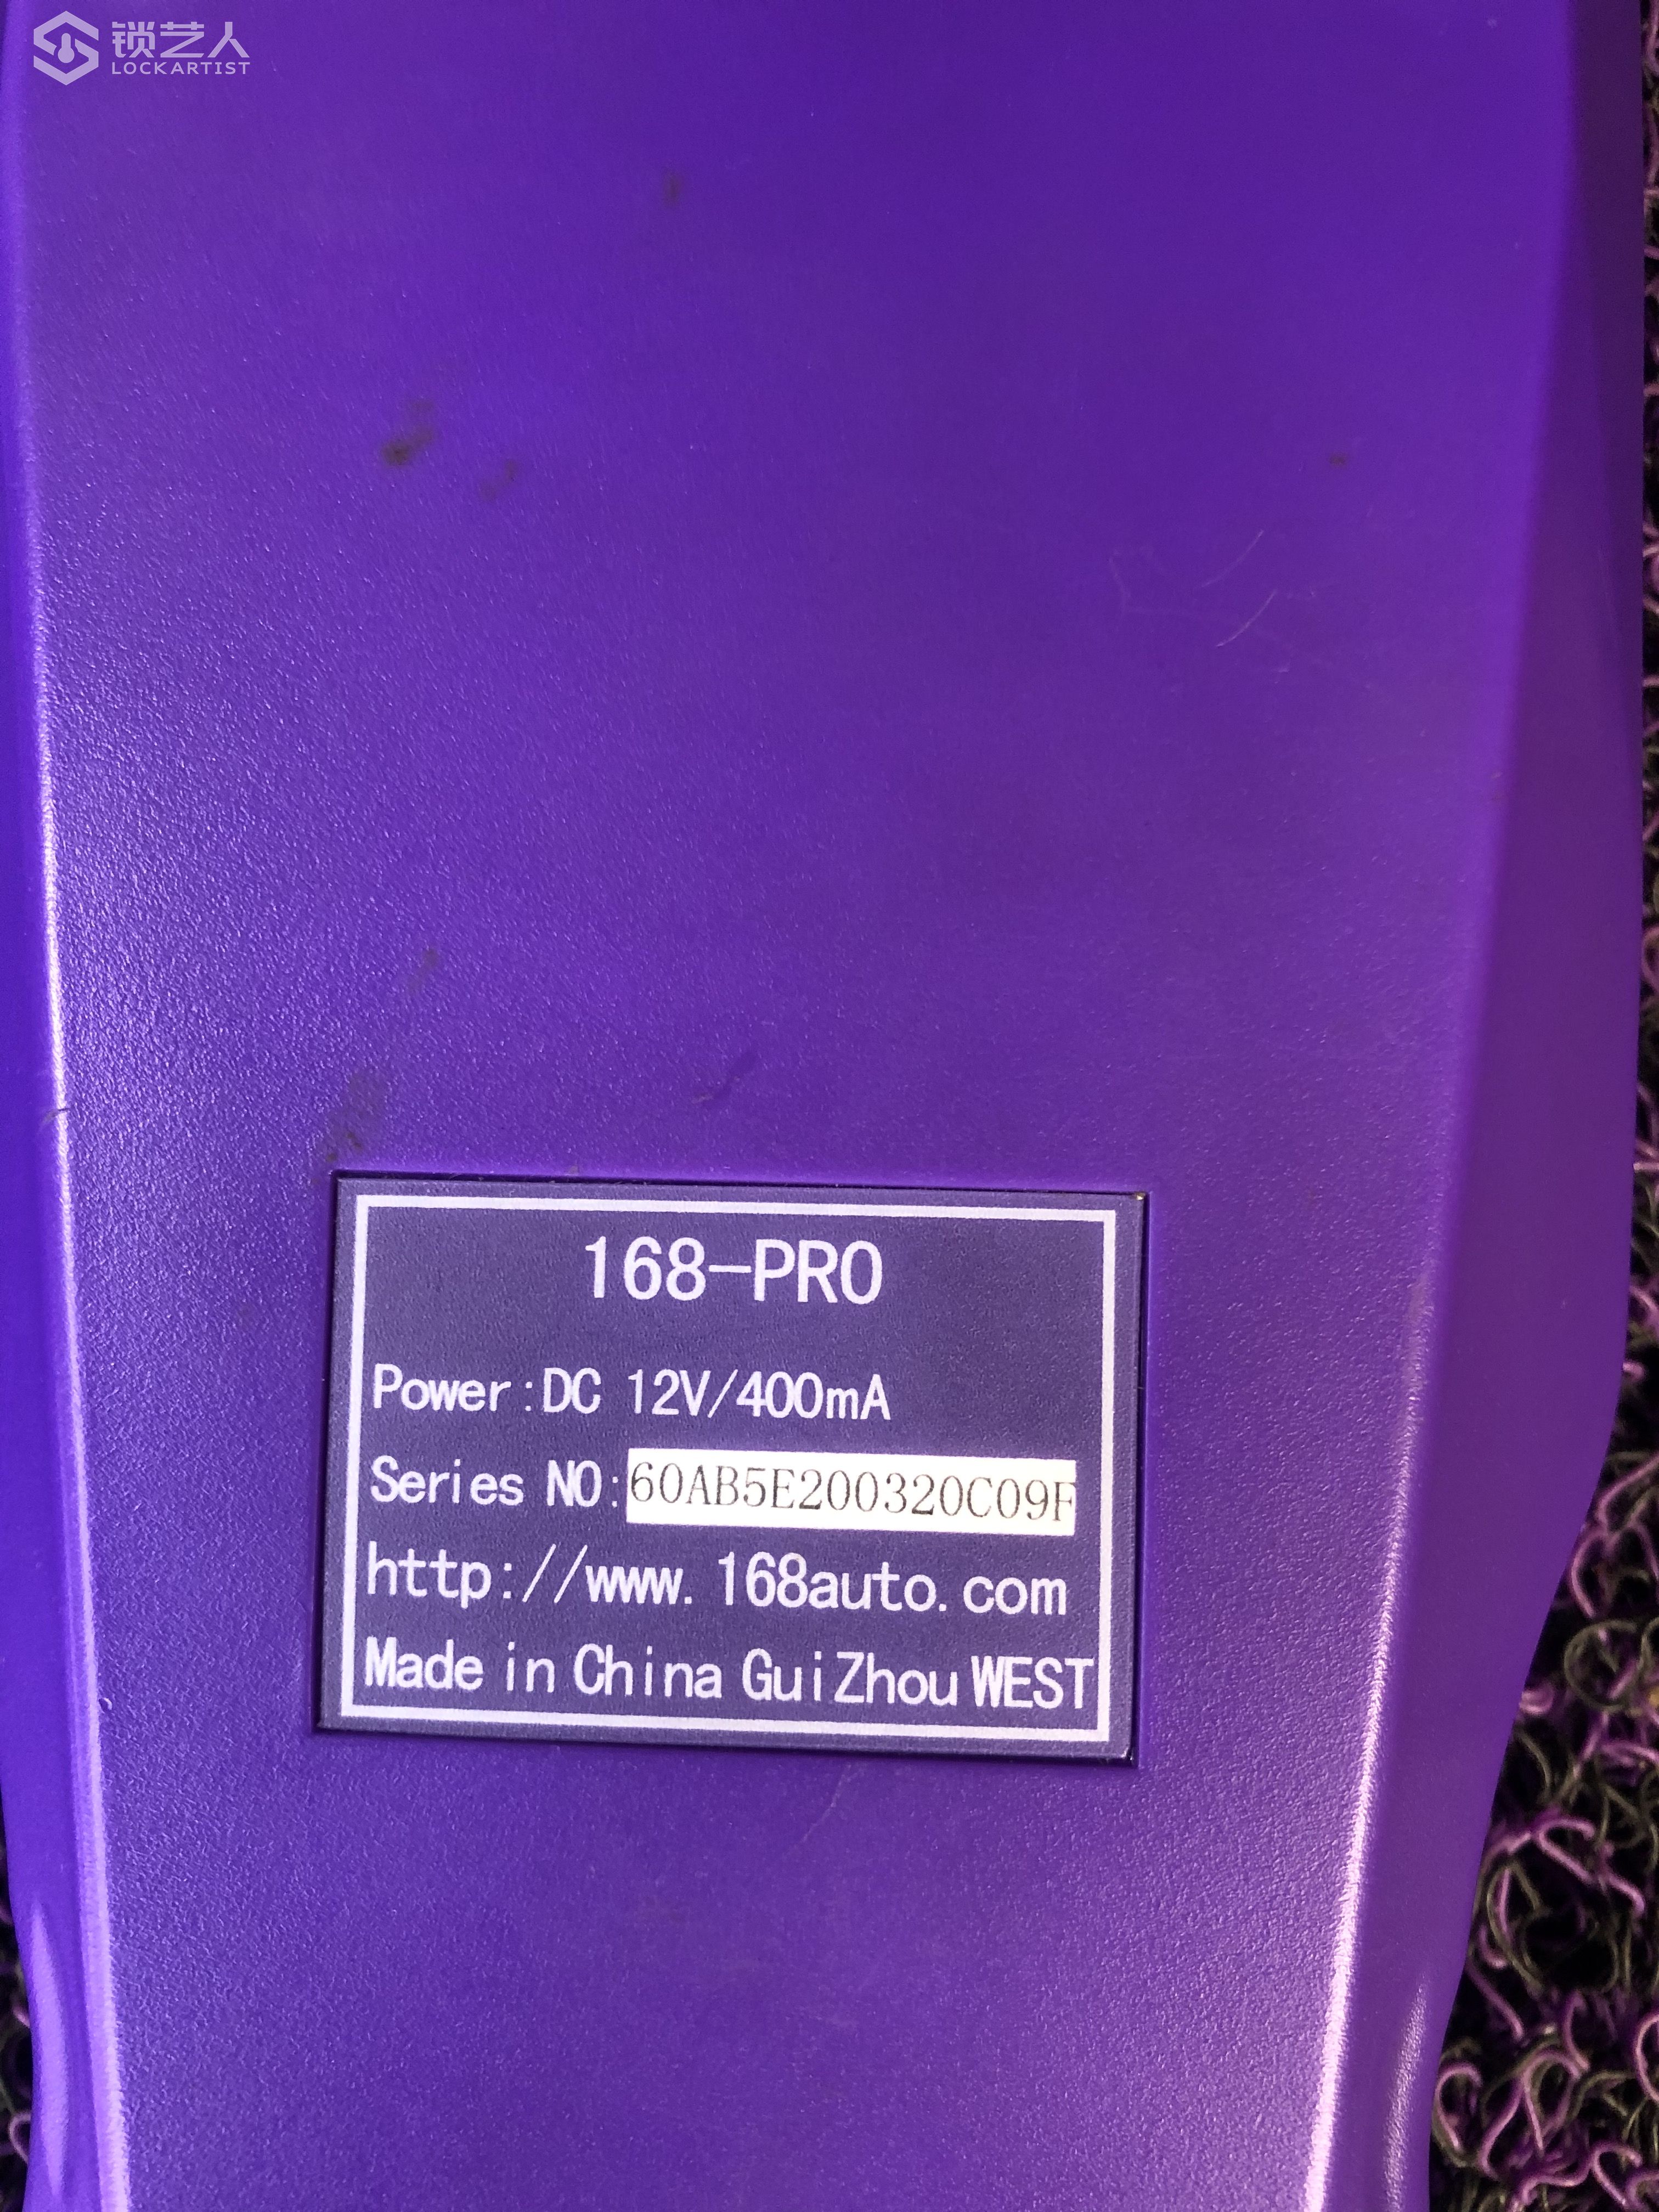 锁艺人
LOCKARTIST
168-PRO
Power:DC 12V/400mA
Series NO:60AB5E200320C09F
http://www.168auto.com
Made in China GuiZhou WEST